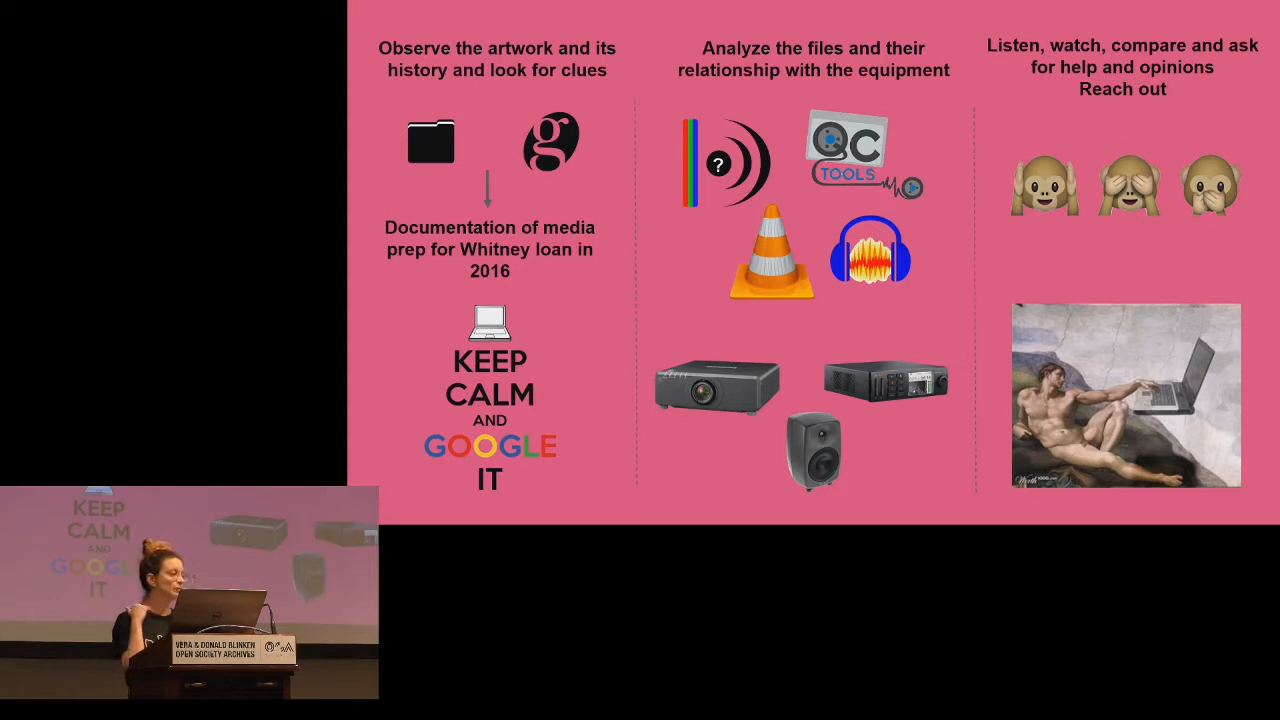 Observe the artwork and its
history and look for clues
g
Documentation of media
prep for Whitney loan in
2016
KEEP
CALM
AND
GOOGLE
IT
Analyze the files and their
relationship with the equipment
?
QC
TOOLS
Listen, watch, compare and ask
for help and opinions
Reach out
KEEP
CALM
AND
GOOGL
IT
VERA & DONALD BLINKEN
OPEN SOCIETY ARCHIVES